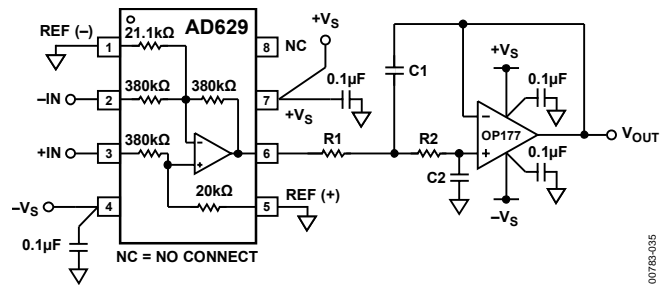 REF (–)
21.1kΩ
AD629
1
8
NC
+VS
–IN
380kΩ
380kΩ
2
7
0.1µF
+VS
+IN
380kΩ
3
6
–VS
4
20kΩ
5
REF (+)
0.1µF
NC = NO CONNECT
C1
R1
R2
C2
+VS
0.1µF
OP177
VOUT
0.1µF
–VS
00783-035